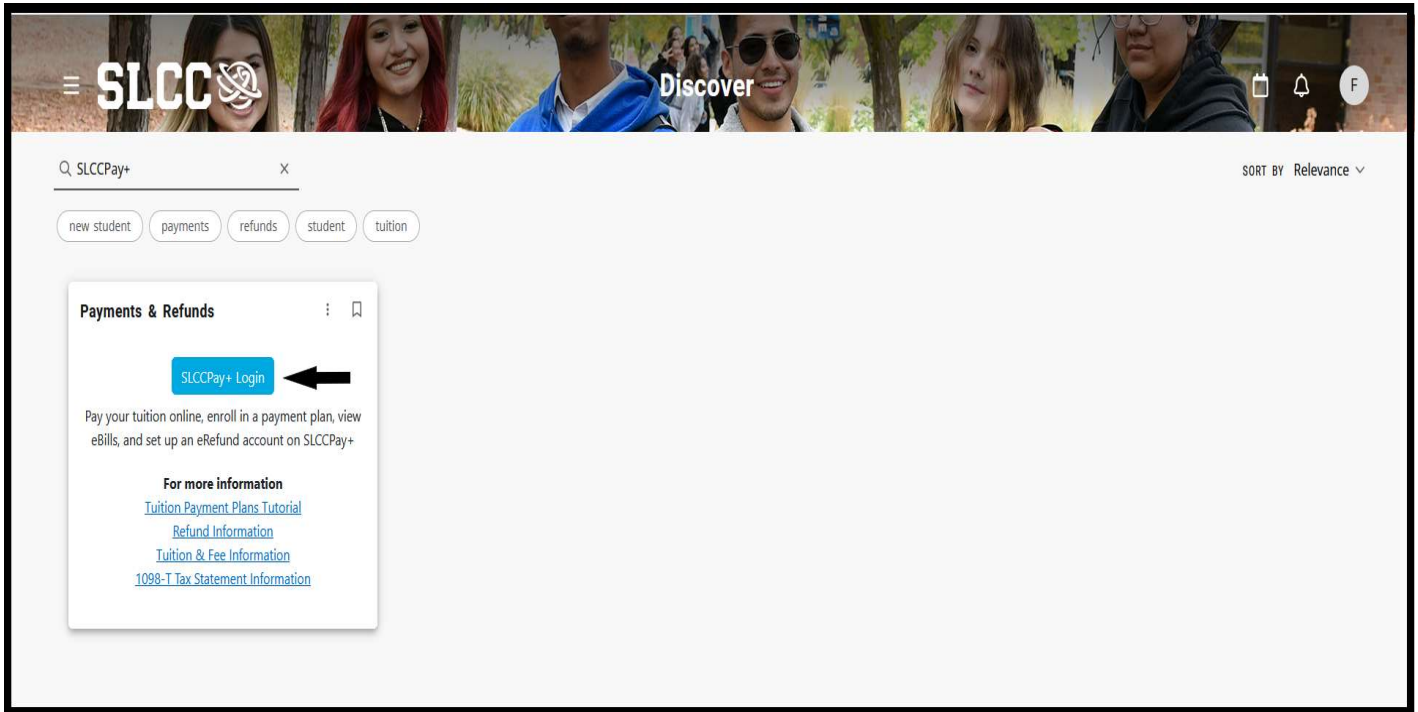 SLCC
Discover
F
SLCCPay+
SORT BY Relevance
new student payments refunds student tuition
Payments & Refunds
SLCCPay+ Login
Pay your tuition online, enroll in a payment plan, view
eBills, and set up an eRefund account on SLCCPay+
For more information
Tuition Payment Plans Tutorial
Refund Information
Tuition & Fee Information
1098-T Tax Statement Information